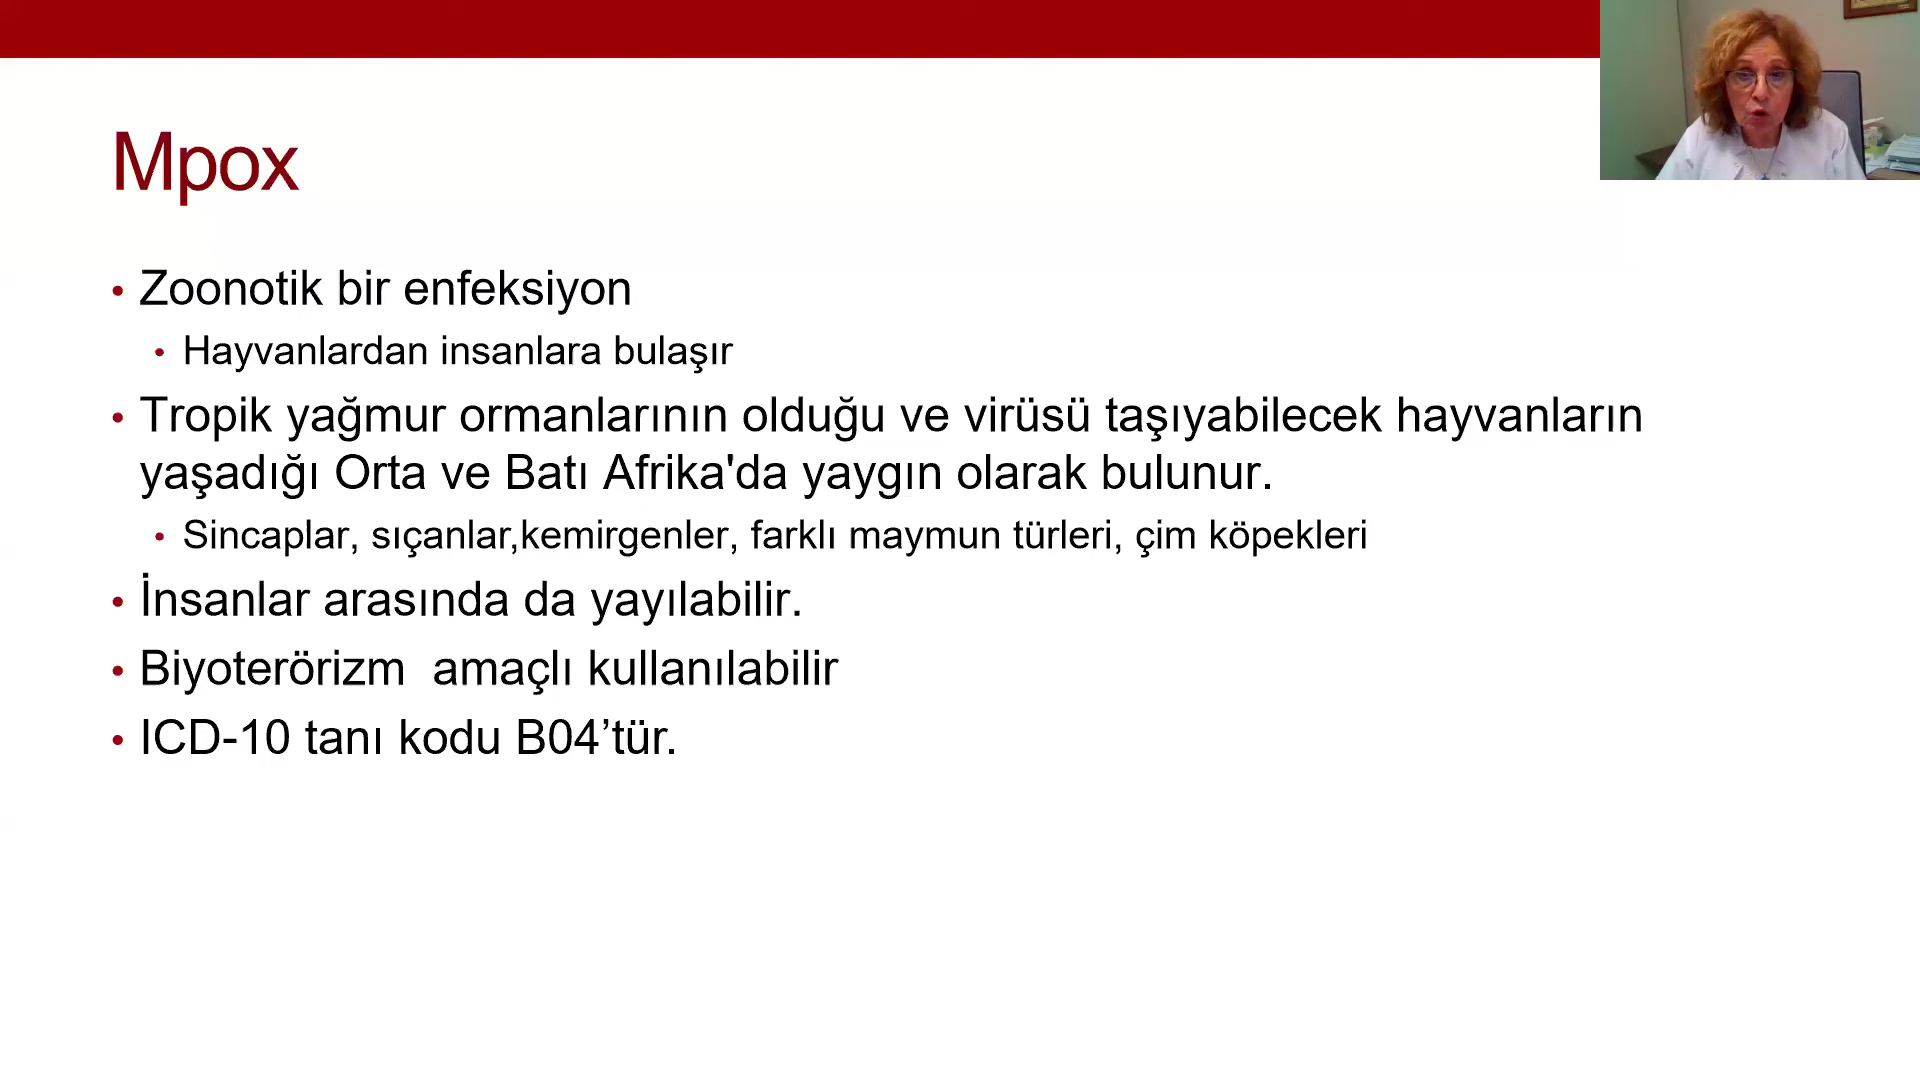 Mpox
• Zoonotik bir enfeksiyon
• Hayvanlardan insanlara bulaşır
• Tropik yağmur ormanlarının olduğu ve virüsü taşıyabilecek hayvanların
yaşadığı Orta ve Batı Afrika'da yaygın olarak bulunur.
• Sincaplar, sıçanlar,kemirgenler, farklı maymun türleri, çim köpekleri
• İnsanlar arasında da yayılabilir.
• Biyoterörizm  amaçlı kullanılabilir
• ICD-10 tanı kodu B04’tür.